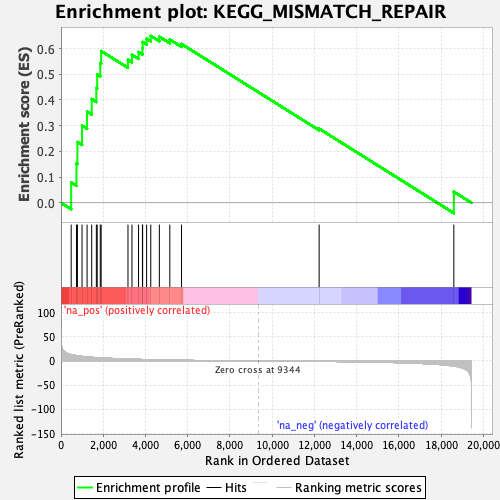 Enrichment plot: KEGG_MISMATCH_REPAIR
Enrichment score (ES)
0.6
0.5
0.4
0.3
0.2
0.1
0.0
'na_pos' (positively correlated)
Ranked list metric (PreRanked)
100
50
0
-50
-100
-150
Zero cross at 9344
'na_neg' (negatively correlated)
0 2,000 4,000 6,000 8,000 10,000 12,000 14,000 16,000 18,000 20,000
Rank in Ordered Dataset
Enrichment profile Hits Ranking metric scores